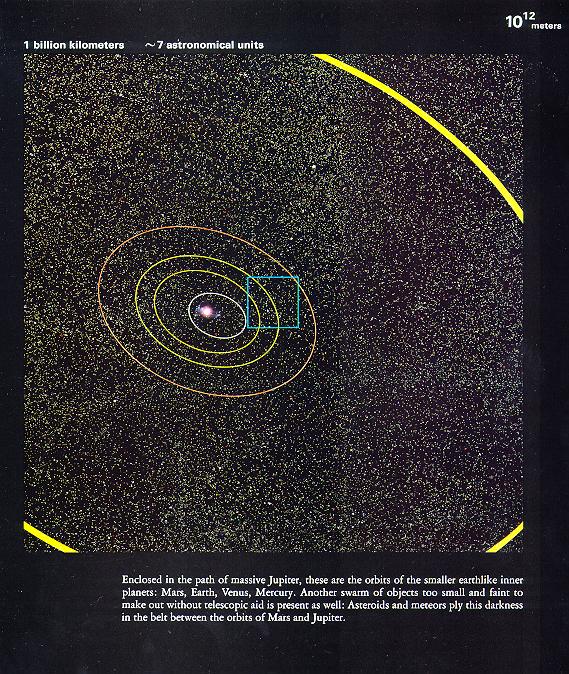 10¹² meters
1 billion kilometers ~7 astronomical units
Enclosed in the path of massive Jupiter, these are the orbits of the smaller earthlike inner
planets: Mars, Earth, Venus, Mercury. Another swarm of objects too small and faint to
make out without telescopic aid is present as well: Asteroids and meteors ply this darkness
in the belt between the orbits of Mars and Jupiter.